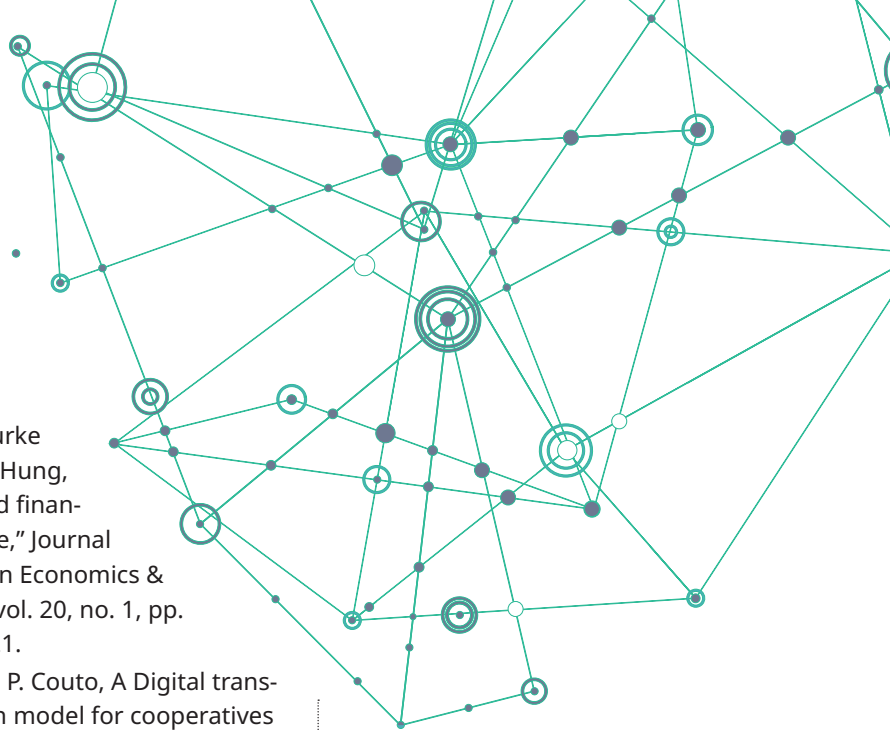 urke
Hung,
d finan-
e,” Journal
n Economics &
vol. 20, no. 1, pp.
1.
P. Couto, A Digital trans-
n model for cooperatives